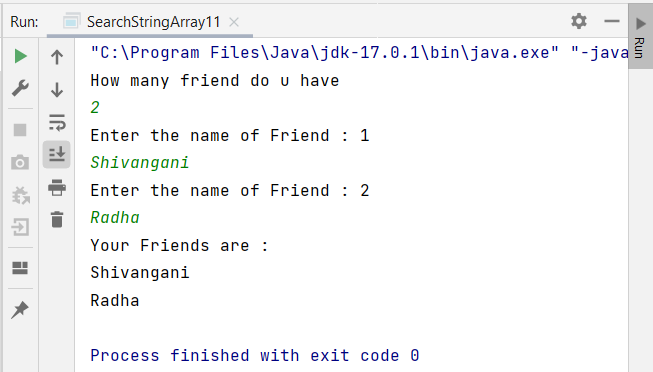 Run: SearchStringArray11
"C:\Program Files\Java\jdk-17.0.1\bin\java.exe" "-java
How many friend do u have
2
Enter the name of Friend : 1
Shivangani
Enter the name of Friend : 2
Radha
Your Friends are :
Shivangani
Radha
Process finished with exit code 0
Run